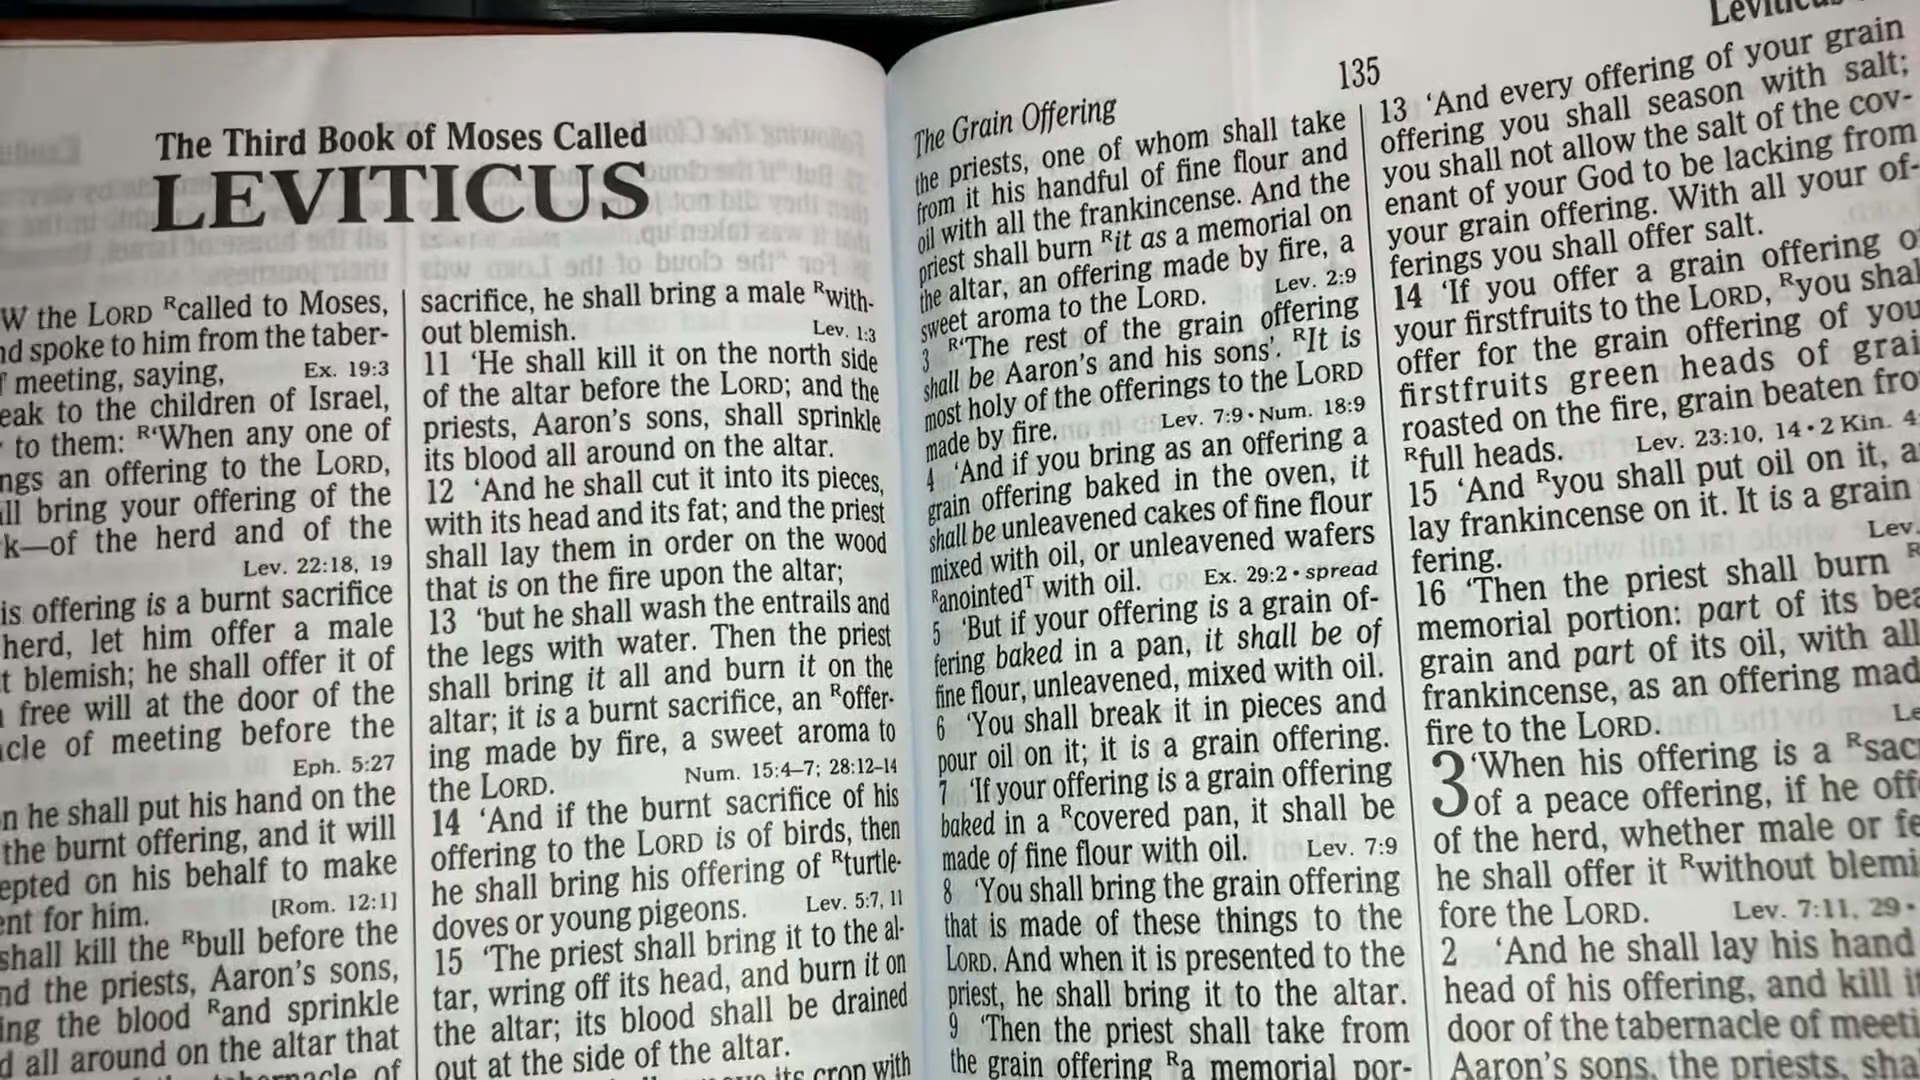 The Third Book of Moses Called
LEVITICUS
the LORD Rcalled to Moses,
spoke to him from the taber-
meeting, saying, Ex. 19:3
to the children of Israel,
to them: R‘When any one of
an offering to the LORD,
bring your offering of the
—of the herd and of the
Lev. 22:18, 19
offering is a burnt sacrifice
herd, let him offer a male
blemish; he shall offer it of
free will at the door of the
of meeting before the
Eph. 5:27
he shall put his hand on the
the burnt offering, and it will
on his behalf to make
for him. [Rom. 12:1]
shall kill the Rbull before the
the priests, Aaron's sons,
the blood Rand sprinkle
all around on the altar that
of
sacrifice, he shall bring a male Rwith-
out blemish. Lev. 1:3
11 ‘He shall kill it on the north side
of the altar before the LORD; and the
priests, Aaron's sons, shall sprinkle
its blood all around on the altar.
12 ‘And he shall cut it into its pieces,
with its head and its fat; and the priest
shall lay them in order on the wood
that is on the fire upon the altar;
13 ‘but he shall wash the entrails and
the legs with water. Then the priest
shall bring it all and burn it on the
altar; it is a burnt sacrifice, an Roffer-
ing made by fire, a sweet aroma to
the LORD. Num. 15:4–7; 28:12–14
14 ‘And if the burnt sacrifice of his
offering to the LORD is of birds, then
he shall bring his offering of Rturtle-
doves or young pigeons. Lev. 5:7, 11
15 ‘The priest shall bring it to the al-
tar, wring off its head, and burn it on
the altar; its blood shall be drained
out at the side of the altar.
its crop with
135
The Grain Offering
the priests, one of whom shall take
from it his handful of fine flour and
oil with all the frankincense. And the
priest shall burn Rit as a memorial on
the altar, an offering made by fire, a
sweet aroma to the LORD. Lev. 2:9
3 R‘The rest of the grain offering
shall be Aaron's and his sons’. RIt is
most holy of the offerings to the LORD
made by fire. Lev. 7:9 • Num. 18:9
4 ‘And if you bring as an offering a
grain offering baked in the oven, it
shall be unleavened cakes of fine flour
mixed with oil, or unleavened wafers
RanointedT with oil. Ex. 29:2 • spread
5 ‘But if your offering is a grain of-
fering baked in a pan, it shall be of
fine flour, unleavened, mixed with oil.
6 ‘You shall break it in pieces and
pour oil on it; it is a grain offering.
7 ‘If your offering is a grain offering
baked in a Rcovered pan, it shall be
made of fine flour with oil. Lev. 7:9
8 ‘You shall bring the grain offering
that is made of these things to the
LORD. And when it is presented to the
priest, he shall bring it to the altar.
9 ‘Then the priest shall take from
the grain offering Ra memorial por-
13 ‘And every offering of your grain
offering you shall season with salt;
you shall not allow the salt of the cov-
enant of your God to be lacking from
your grain offering. With all your of-
ferings you shall offer salt.
14 ‘If you offer a grain offering
your firstfruits to the LORD, Ryou
offer for the grain offering of
firstfruits green heads of
roasted on the fire, grain beaten
Rfull heads. Lev. 23:10, 14 • 2 Kin.
15 ‘And Ryou shall put oil on it,
lay frankincense on it. It is a grain
fering. Lev.
16 ‘Then the priest shall burn R
memorial portion: part of its
grain and part of its oil, with all
frankincense, as an offering
fire to the LORD.
3 ‘When his offering is a R
of a peace offering, if he
of the herd, whether male or
he shall offer it Rwithout
fore the LORD. Lev. 7:11, 29 •
2 ‘And he shall lay his hand
head of his offering, and kill
door of the tabernacle of
Aaron's sons, the priests,